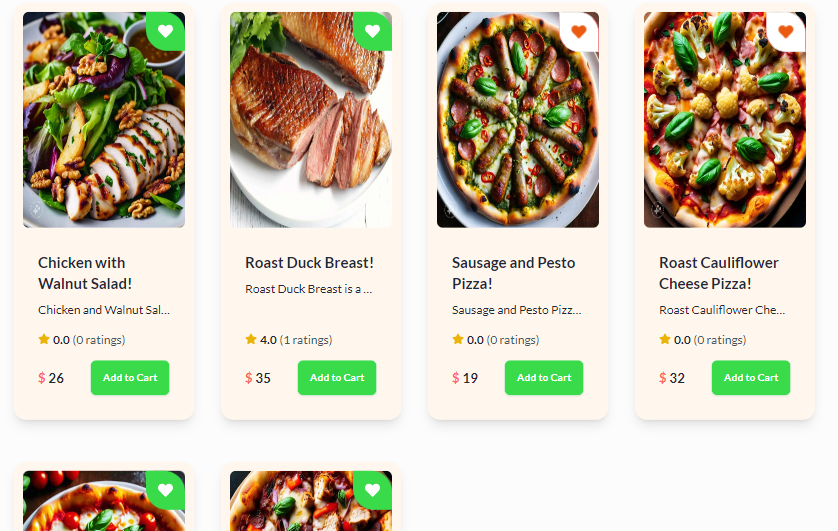 Chicken with
Walnut Salad!
Chicken and Walnut Sal...
0.0 (0 ratings)
$ 26
Add to Cart
Roast Duck Breast!
Roast Duck Breast is a ...
4.0 (1 ratings)
$ 35
Add to Cart
Sausage and Pesto
Pizza!
Sausage and Pesto Pizz...
0.0 (0 ratings)
$ 19
Add to Cart
Roast Cauliflower
Cheese Pizza!
Roast Cauliflower Che...
0.0 (0 ratings)
$ 32
Add to Cart